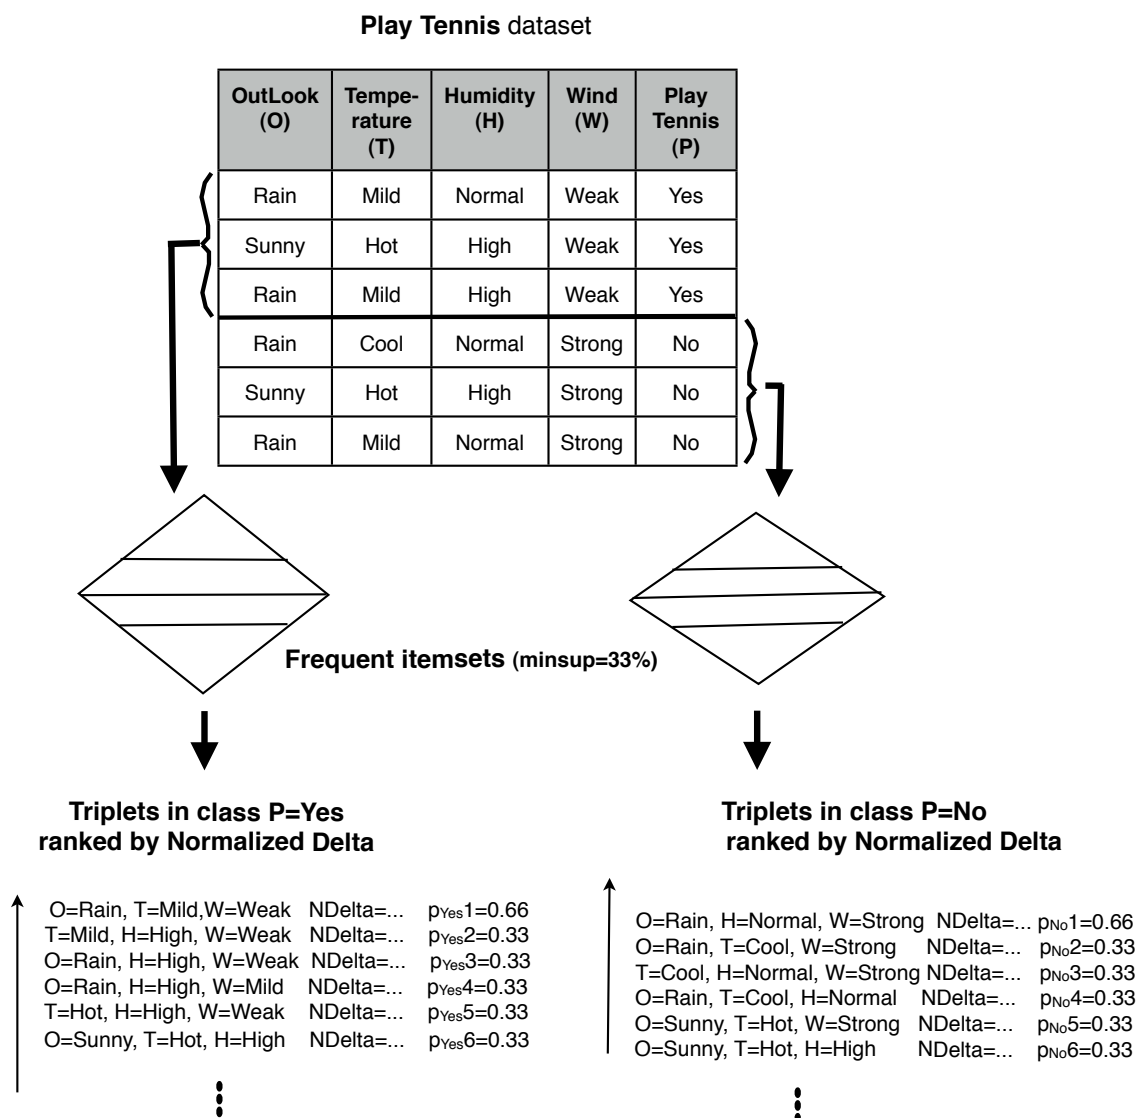 Play Tennis dataset
OutLook (O) Tempe-rature (T) Humidity (H) Wind (W) Play Tennis (P)
Rain Mild Normal Weak Yes
Sunny Hot High Weak Yes
Rain Mild High Weak Yes
Rain Cool Normal Strong No
Sunny Hot High Strong No
Rain Mild Normal Strong No
Frequent itemsets (minsup=33%)
Triplets in class P=Yes
ranked by Normalized Delta
O=Rain, T=Mild,W=Weak NDelta=... pYes1=0.66
T=Mild, H=High, W=Weak NDelta=... pYes2=0.33
O=Rain, H=High, W=Weak NDelta=... pYes3=0.33
O=Rain, H=High, W=Mild NDelta=... pYes4=0.33
T=Hot, H=High, W=Weak NDelta=... pYes5=0.33
O=Sunny, T=Hot, H=High NDelta=... pYes6=0.33
Triplets in class P=No
ranked by Normalized Delta
O=Rain, H=Normal, W=Strong NDelta=... pNo1=0.66
O=Rain, T=Cool, W=Strong NDelta=... pNo2=0.33
T=Cool, H=Normal, W=Strong NDelta=... pNo3=0.33
O=Rain, T=Cool, H=Normal NDelta=... pNo4=0.33
O=Sunny, T=Hot, W=Strong NDelta=... pNo5=0.33
O=Sunny, T=Hot, H=High NDelta=... pNo6=0.33